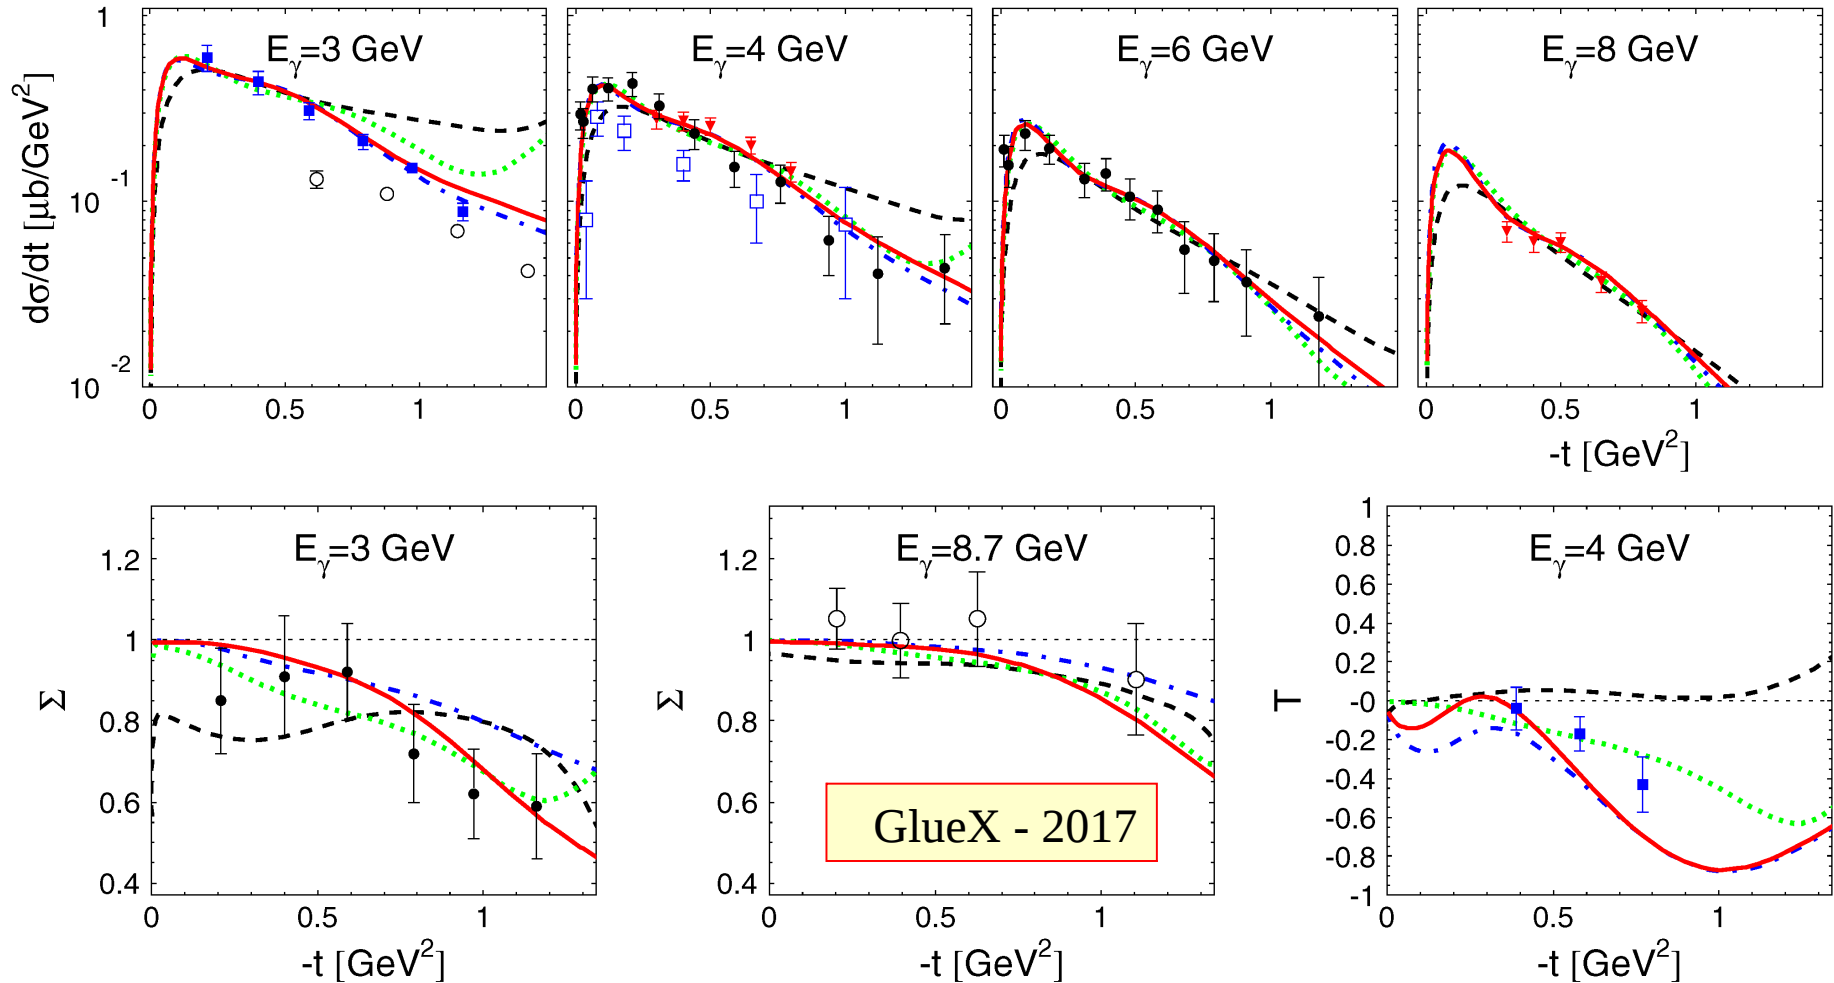 dσ/dt [μb/GeV²]
1
10⁻¹
10⁻²
Eγ=3 GeV
Eγ=4 GeV
Eγ=6 GeV
Eγ=8 GeV
0 0.5 1
0 0.5 1
0 0.5 1
0 0.5 1
-t [GeV²]
Σ
1.2
1
0.8
0.6
0.4
Eγ=3 GeV
0 0.5 1
-t [GeV²]
Σ
1.2
1
0.8
0.6
0.4
Eγ=8.7 GeV
GlueX - 2017
0 0.5 1
-t [GeV²]
T
1
0.8
0.6
0.4
0.2
-0
-0.2
-0.4
-0.6
-0.8
-1
Eγ=4 GeV
0 0.5 1
-t [GeV²]